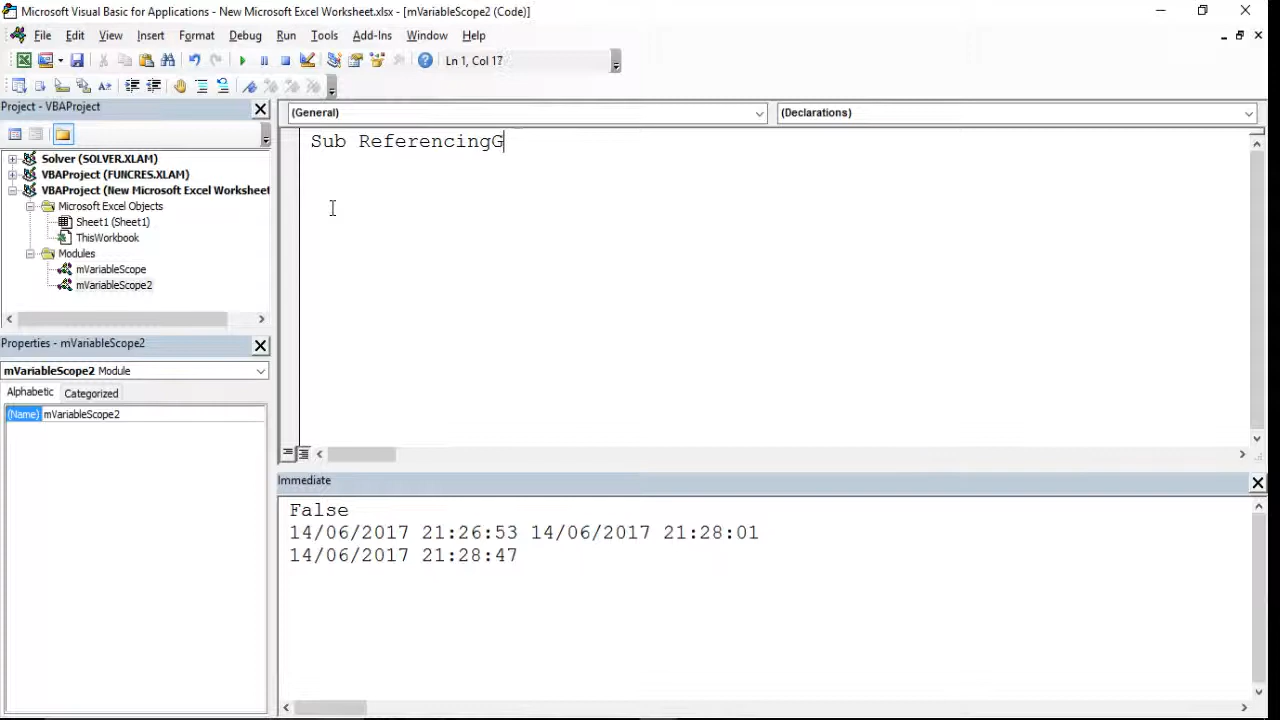 Microsoft Visual Basic for Applications - New Microsoft Excel Worksheet.xlsx - [mVariableScope2 (Code)]
File Edit View Insert Format Debug Run Tools Add-Ins Window Help
Ln 1, Col 17
Project - VBAProject
(General) (Declarations)
Sub ReferencingG
Solver (SOLVER.XLAM)
VBAProject (FUNCRES.XLAM)
VBAProject (New Microsoft Excel Worksheet
Microsoft Excel Objects
Sheet1 (Sheet1)
ThisWorkbook
Modules
mVariableScope
mVariableScope2
Properties - mVariableScope2
mVariableScope2 Module
Alphabetic Categorized
(Name) mVariableScope2
Immediate
False
14/06/2017 21:26:53 14/06/2017 21:28:01
14/06/2017 21:28:47